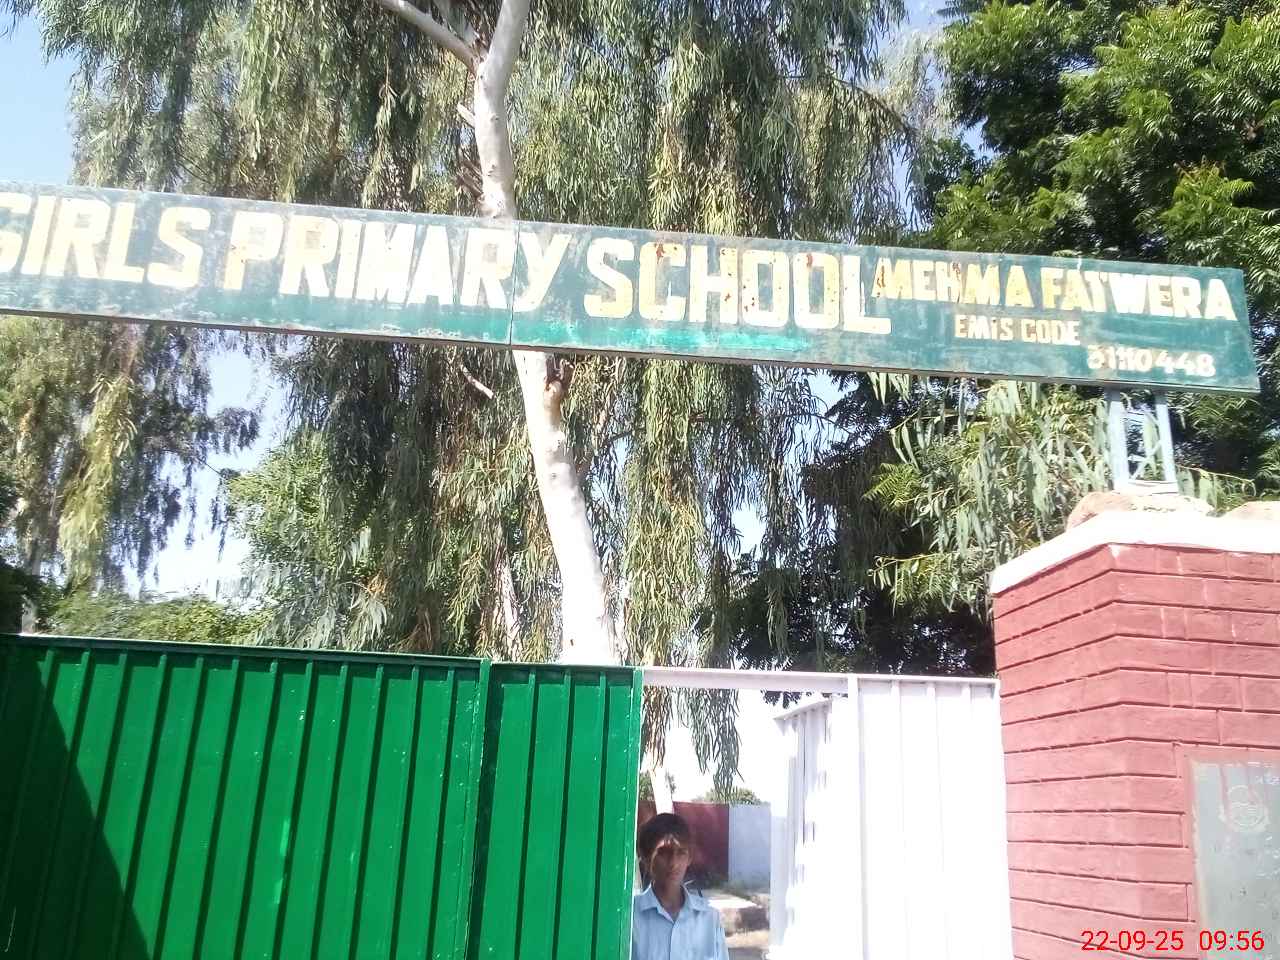 GIRLS PRIMARY SCHOOL MEHMA FATWERA
EMIS CODE
31110448
22-09-25 09:56